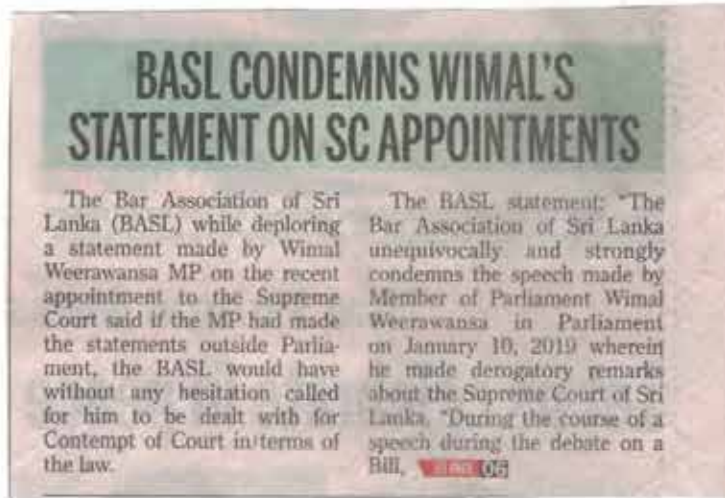 BASL CONDEMNS WIMAL'S
STATEMENT ON SC APPOINTMENTS
The Bar Association of Sri
Lanka (BASL) while deploring
a statement made by Wimal
Weerawansa MP on the recent
appointment to the Supreme
Court said if the MP had made
the statements outside Parlia-
ment, the BASL would have
without any hesitation called
for him to be dealt with for
Contempt of Court in terms of
the law.
The BASL statement: "The
Bar Association of Sri Lanka
unequivocally and strongly
condemns the speech made by
Member of Parliament Wimal
Weerawansa in Parliament
on January 10, 2019 wherein
he made derogatory remarks
about the Supreme Court of Sri
Lanka. "During the course of a
speech during the debate on a
Bill, 06